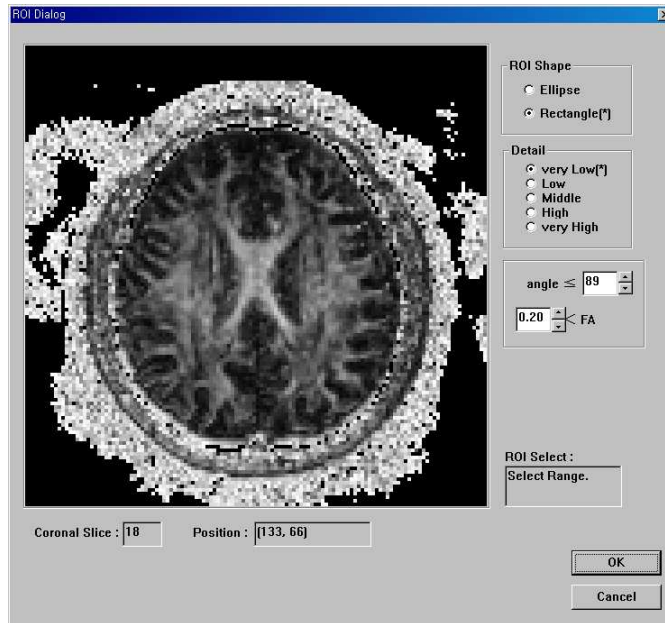 ROI Dialog
ROI Shape
Ellipse
Rectangle(*)
Detail
very Low(*)
Low
Middle
High
very High
angle ≤ 89
0.20 < FA
ROI Select :
Select Range.
Coronal Slice : 18 Position : (133, 66)
OK
Cancel